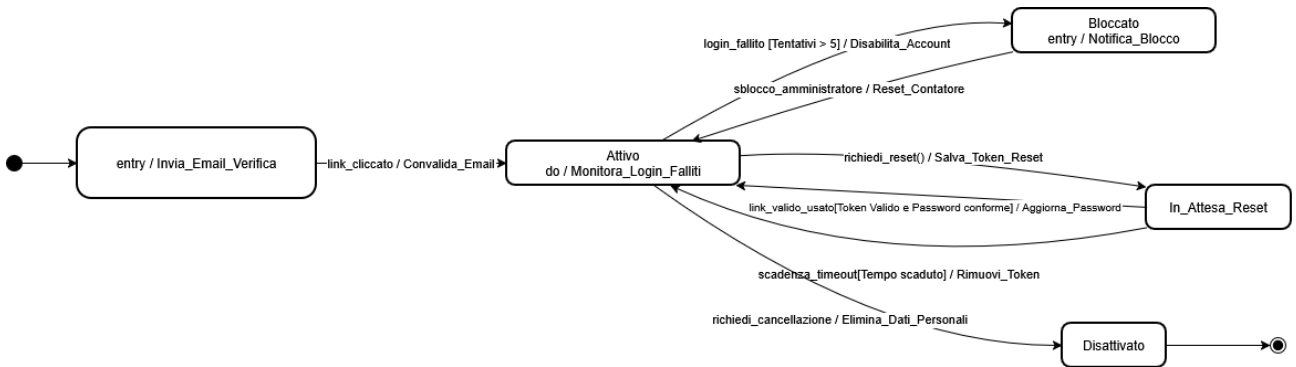 Bloccato
entry / Notifica_Blocco
login_fallito [Tentativi > 5] / Disabilita_Account
sblocco_amministratore / Reset_Contatore
entry / Invia_Email_Verifica
link_cliccato / Convalida_Email
Attivo
do / Monitora_Login_Falliti
richiedi_reset() / Salva_Token_Reset
link_valido_usato[Token Valido e Password conforme] / Aggiorna_Password
In_Attesa_Reset
scadenza_timeout[Tempo scaduto] / Rimuovi_Token
richiedi_cancellazione / Elimina_Dati_Personali
Disattivato